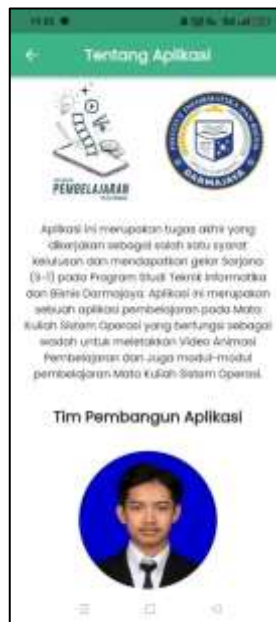 Tentang Aplikasi
PEMBELAJARAN
DARMAJAYA
Aplikasi ini merupakan tugas akhir yang
dikerjakan sebagai salah satu syarat
kelulusan dan mendapatkan gelar Sarjana
(S-1) pada Program Studi Teknik Informatika
dan Bisnis Darmajaya. Aplikasi ini merupakan
sebuah aplikasi pembelajaran pada Mata
Kuliah Sistem Operasi yang berfungsi sebagai
wadah untuk meletakkan Video Animasi
Pembelajaran dan Juga modul-modul
pembelajaran Mata Kuliah Sistem Operasi.
Tim Pembangun Aplikasi